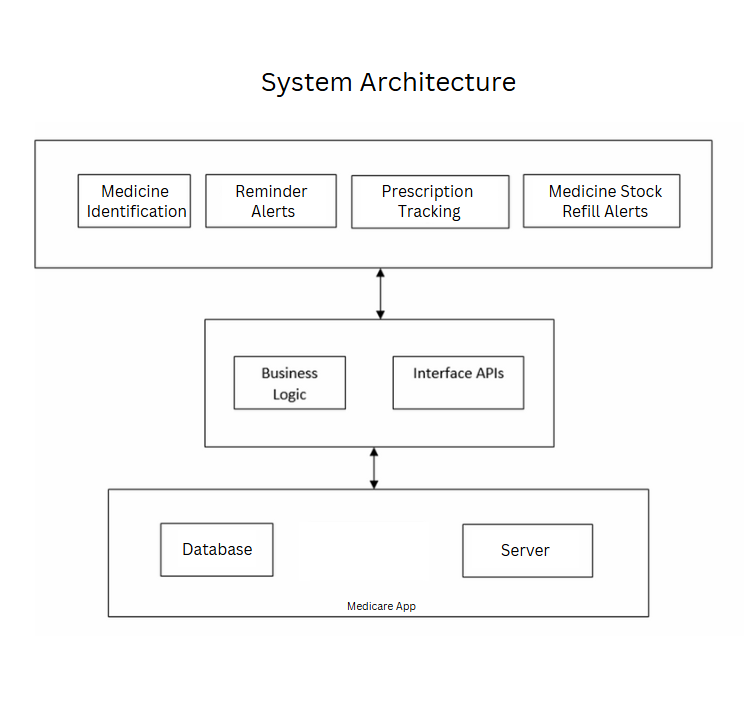 System Architecture
Medicine
Identification
Reminder
Alerts
Prescription
Tracking
Medicine Stock
Refill Alerts
Business
Logic
Interface APIs
Database
Server
Medicare App